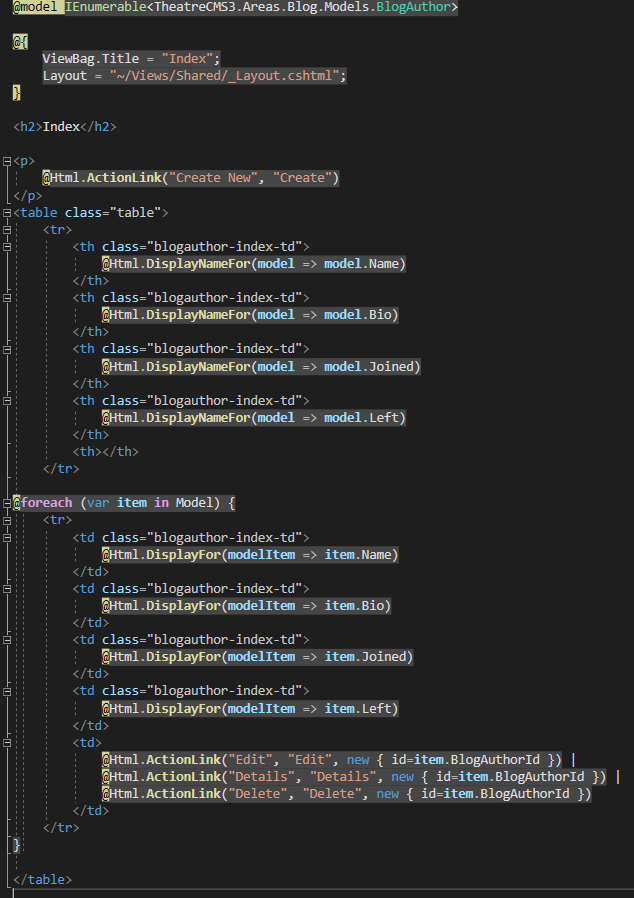 @model IEnumerable<TheatreCMS3.Areas.Blog.Models.BlogAuthor>
@{
ViewBag.Title = "Index";
Layout = "~/Views/Shared/_Layout.cshtml";
}
<h2>Index</h2>
<p>
@Html.ActionLink("Create New", "Create")
</p>
<table class="table">
<tr>
<th class="blogauthor-index-td">
@Html.DisplayNameFor(model => model.Name)
</th>
<th class="blogauthor-index-td">
@Html.DisplayNameFor(model => model.Bio)
</th>
<th class="blogauthor-index-td">
@Html.DisplayNameFor(model => model.Joined)
</th>
<th class="blogauthor-index-td">
@Html.DisplayNameFor(model => model.Left)
</th>
<th></th>
</tr>
@foreach (var item in Model) {
<tr>
<td class="blogauthor-index-td">
@Html.DisplayFor(modelItem => item.Name)
</td>
<td class="blogauthor-index-td">
@Html.DisplayFor(modelItem => item.Bio)
</td>
<td class="blogauthor-index-td">
@Html.DisplayFor(modelItem => item.Joined)
</td>
<td class="blogauthor-index-td">
@Html.DisplayFor(modelItem => item.Left)
</td>
<td>
@Html.ActionLink("Edit", "Edit", new { id=item.BlogAuthorId }) |
@Html.ActionLink("Details", "Details", new { id=item.BlogAuthorId }) |
@Html.ActionLink("Delete", "Delete", new { id=item.BlogAuthorId })
</td>
</tr>
}
</table>